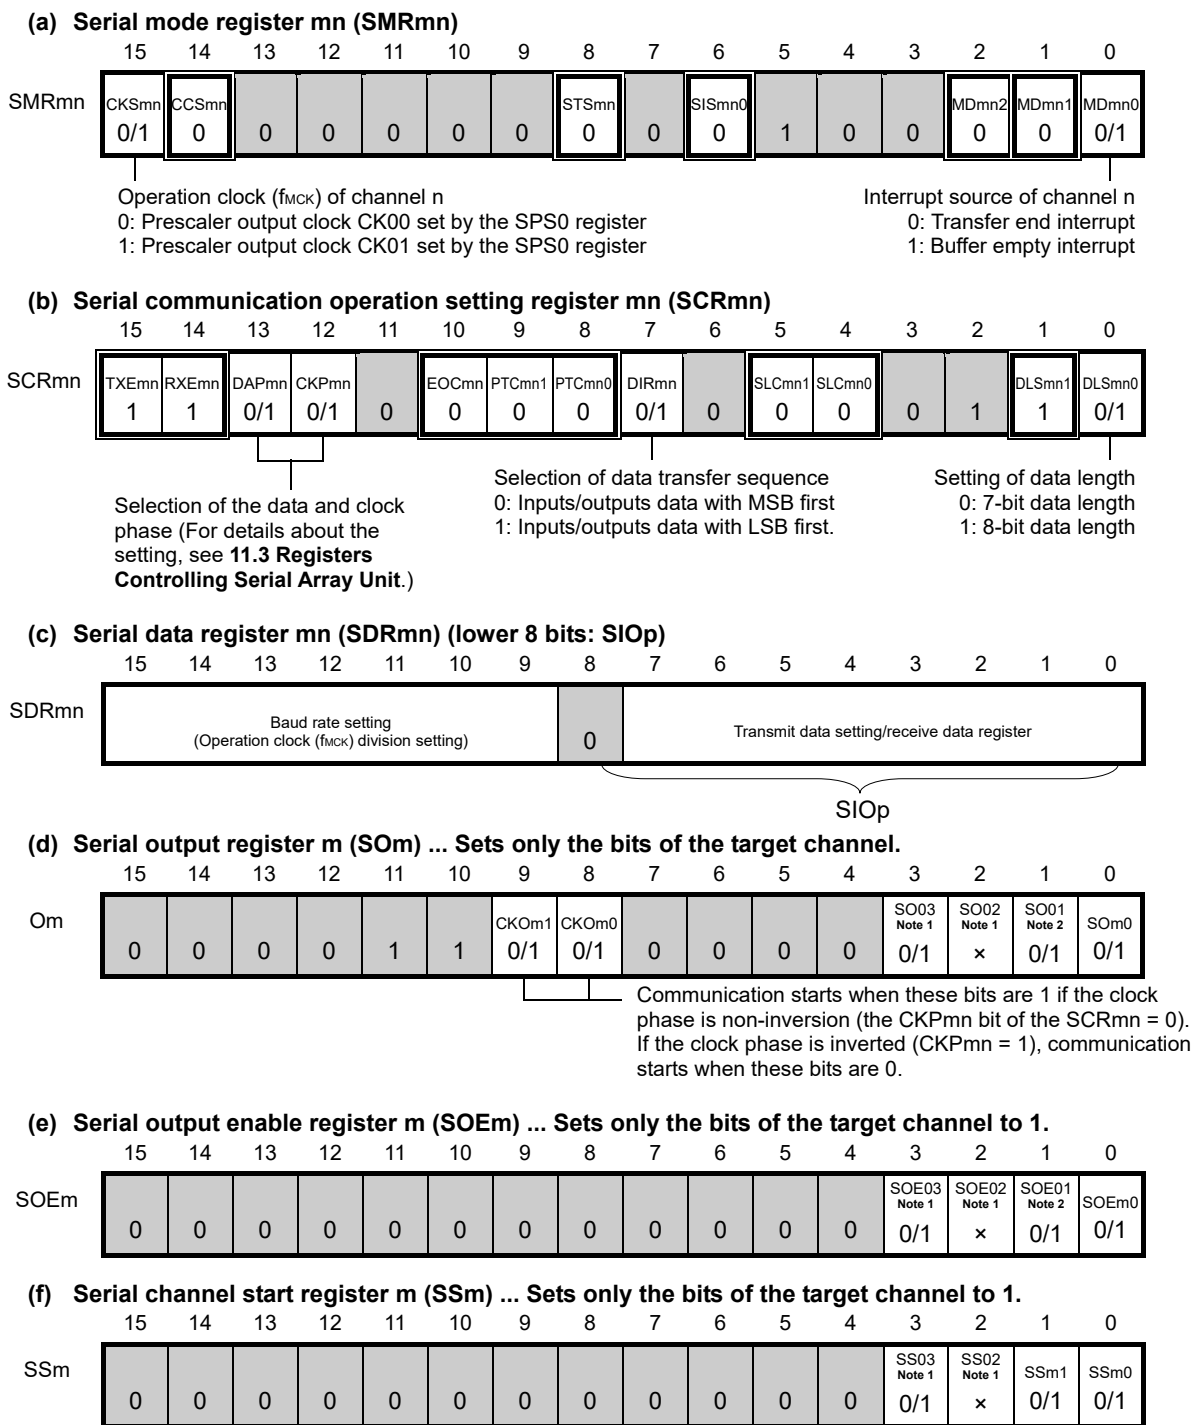 (a) Serial mode register mn (SMRmn)
15 14 13 12 11 10 9 8 7 6 5 4 3 2 1 0
SMRmn CKSmn CCSmn STSmn SISmn0 MDmn2 MDmn1 MDmn0
0/1 0 0 0 0 0 0 0 0 0 1 0 0 0 0 0/1
Operation clock (fMCK) of channel n
0: Prescaler output clock CK00 set by the SPS0 register
1: Prescaler output clock CK01 set by the SPS0 register
Interrupt source of channel n
0: Transfer end interrupt
1: Buffer empty interrupt
(b) Serial communication operation setting register mn (SCRmn)
15 14 13 12 11 10 9 8 7 6 5 4 3 2 1 0
SCRmn TXEmn RXEmn DAPmn CKPmn EOCmn PTCmn1 PTCmn0 DIRmn SLCmn1 SLCmn0 DLSmn1 DLSmn0
1 1 0/1 0/1 0 0 0 0 0/1 0 0 0 0 1 1 0/1
Selection of the data and clock
phase (For details about the
setting, see 11.3 Registers
Controlling Serial Array Unit.)
Selection of data transfer sequence
0: Inputs/outputs data with MSB first
1: Inputs/outputs data with LSB first.
Setting of data length
0: 7-bit data length
1: 8-bit data length
(c) Serial data register mn (SDRmn) (lower 8 bits: SIOp)
15 14 13 12 11 10 9 8 7 6 5 4 3 2 1 0
SDRmn
Baud rate setting
(Operation clock (fMCK) division setting)
0
Transmit data setting/receive data register
SIOp
(d) Serial output register m (SOm) ... Sets only the bits of the target channel.
15 14 13 12 11 10 9 8 7 6 5 4 3 2 1 0
Om CKOm1 CKOm0 SO03 SO02 SO01 SOm0
Note 1 Note 1 Note 2
0 0 0 0 1 1 0/1 0/1 0 0 0 0 0/1 × 0/1 0/1
Communication starts when these bits are 1 if the clock
phase is non-inversion (the CKPmn bit of the SCRmn = 0).
If the clock phase is inverted (CKPmn = 1), communication
starts when these bits are 0.
(e) Serial output enable register m (SOEm) ... Sets only the bits of the target channel to 1.
15 14 13 12 11 10 9 8 7 6 5 4 3 2 1 0
SOEm SOE03 SOE02 SOE01 SOEm0
Note 1 Note 1 Note 2
0 0 0 0 0 0 0 0 0 0 0 0 0/1 × 0/1 0/1
(f) Serial channel start register m (SSm) ... Sets only the bits of the target channel to 1.
15 14 13 12 11 10 9 8 7 6 5 4 3 2 1 0
SSm SS03 SS02 SSm1 SSm0
Note 1 Note 1
0 0 0 0 0 0 0 0 0 0 0 0 0/1 × 0/1 0/1